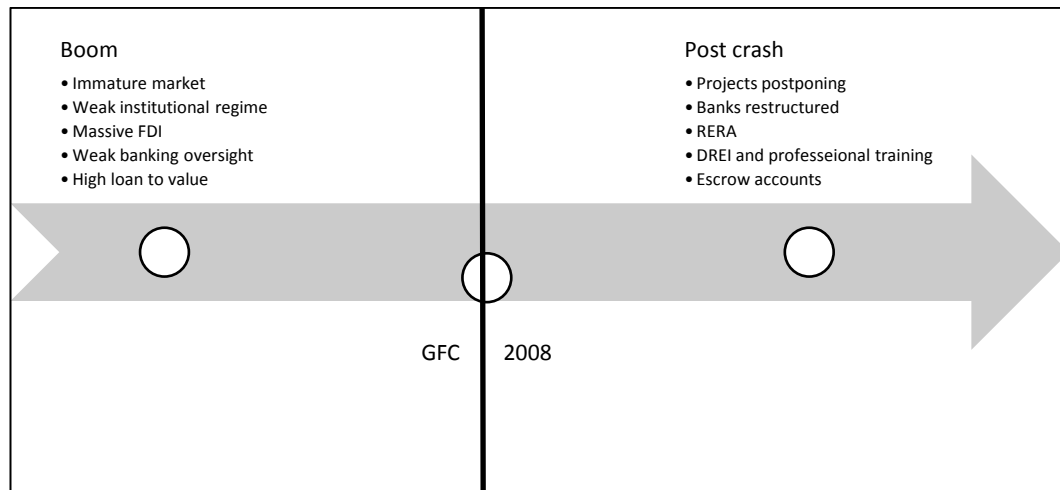 Boom
• Immature market
• Weak institutional regime
• Massive FDI
• Weak banking oversight
• High loan to value
Post crash
• Projects postponing
• Banks restructured
• RERA
• DREI and professeional training
• Escrow accounts
GFC 2008